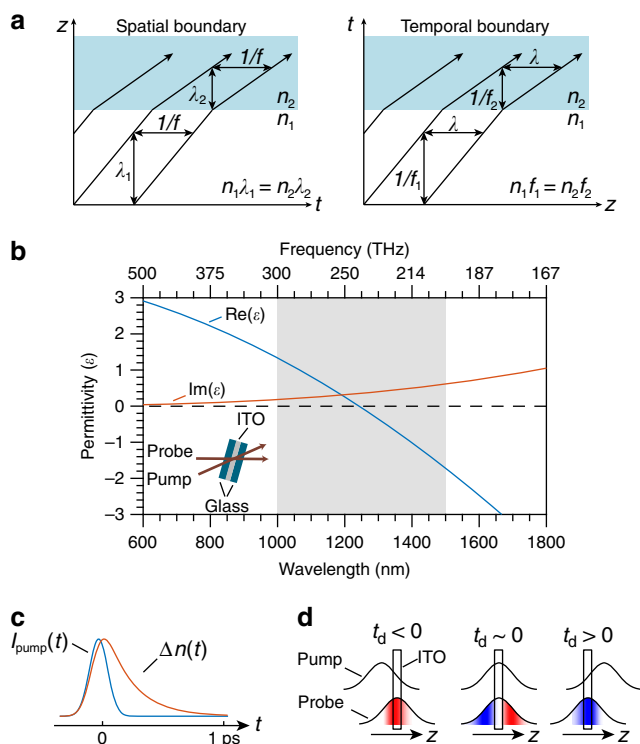 a
z
Spatial boundary
1/f
λ2
n2
n1
1/f
λ1
n1λ1 = n2λ2
t
t
Temporal boundary
λ
1/f2
n2
n1
λ
1/f1
n1f1 = n2f2
z
b
Frequency (THz)
500 375 300 250 214 187 167
Permittivity (ε)
3
2
1
0
−1
−2
−3
Re(ε)
Im(ε)
ITO
Probe
Pump
Glass
600 800 1000 1200 1400 1600 1800
Wavelength (nm)
c
Ipump(t)
Δn(t)
t
0 1 ps
d
td < 0 td ~ 0 td > 0
Pump
ITO
Probe
z z z